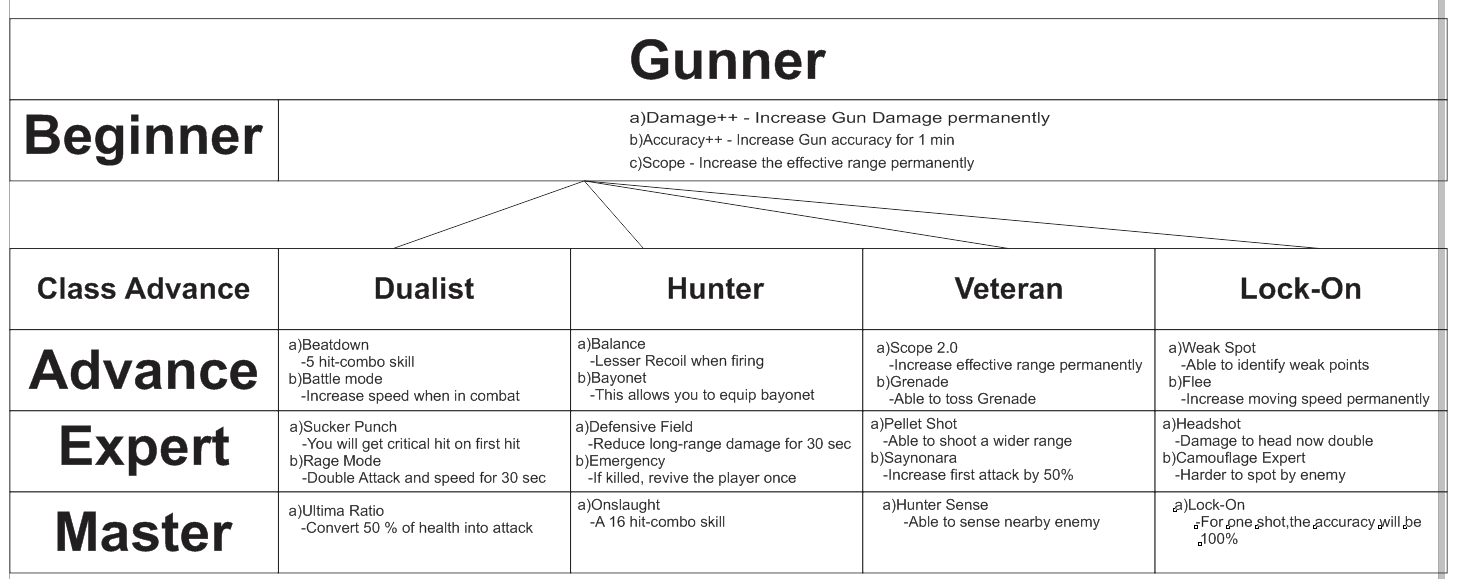 Gunner
Beginner
a)Damage++ - Increase Gun Damage permanently
b)Accuracy++ - Increase Gun accuracy for 1 min
c)Scope - Increase the effective range permanently
Class Advance
Dualist
Hunter
Veteran
Lock-On
Advance
a)Beatdown
-5 hit-combo skill
b)Battle mode
-Increase speed when in combat
a)Balance
-Lesser Recoil when firing
b)Bayonet
-This allows you to equip bayonet
a)Scope 2.0
-Increase effective range permanently
b)Grenade
-Able to toss Grenade
a)Weak Spot
-Able to identify weak points
b)Flee
-Increase moving speed permanently
Expert
a)Sucker Punch
-You will get critical hit on first hit
b)Rage Mode
-Double Attack and speed for 30 sec
a)Defensive Field
-Reduce long-range damage for 30 sec
b)Emergency
-If killed, revive the player once
a)Pellet Shot
-Able to shoot a wider range
b)Saynonara
-Increase first attack by 50%
a)Headshot
-Damage to head now double
b)Camouflage Expert
-Harder to spot by enemy
Master
a)Ultima Ratio
-Convert 50 % of health into attack
a)Onslaught
-A 16 hit-combo skill
a)Hunter Sense
-Able to sense nearby enemy
a)Lock-On
-For one shot,the accuracy will be
100%